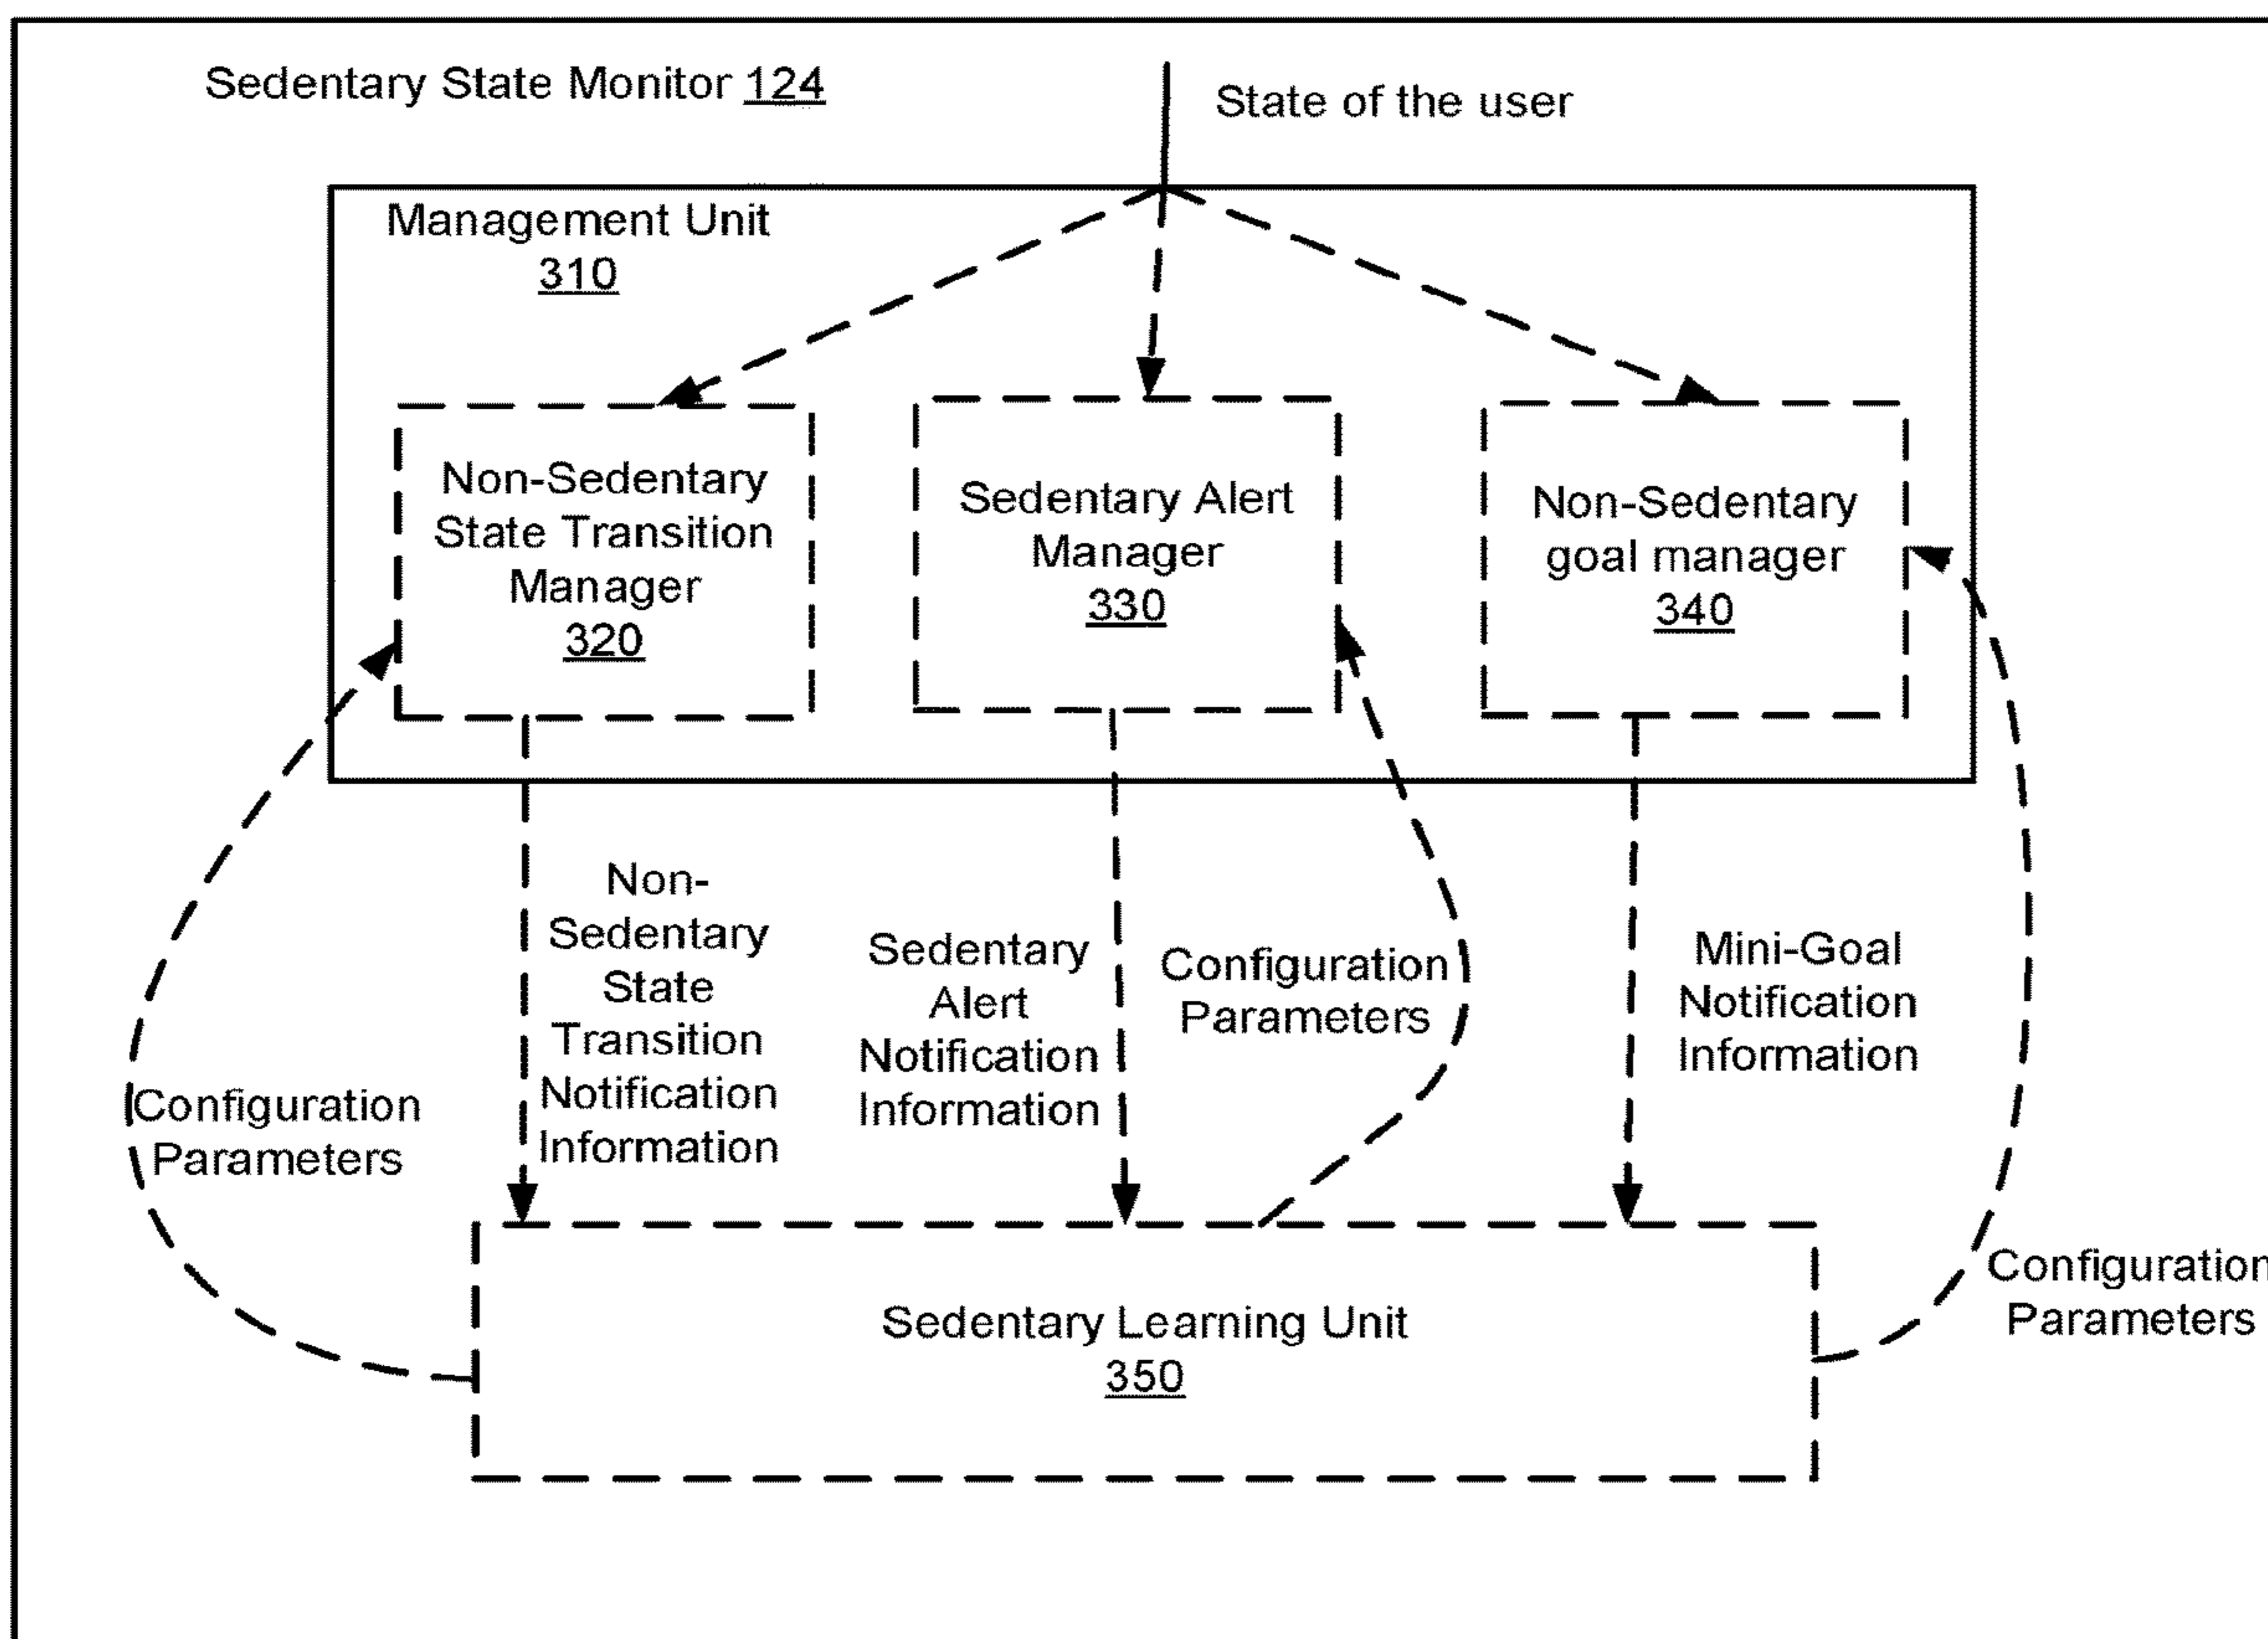 Sedentary State Monitor 124
State of the user
Management Unit
310
Non-Sedentary
State Transition
Manager
320
Sedentary Alert
Manager
330
Non-Sedentary
goal manager
340
Non-
Sedentary
State
Transition
Notification
Information
Sedentary
Alert
Notification
Information
Configuration
Parameters
Mini-Goal
Notification
Information
Configuration
Parameters
Configuration
Parameters
Sedentary Learning Unit
350